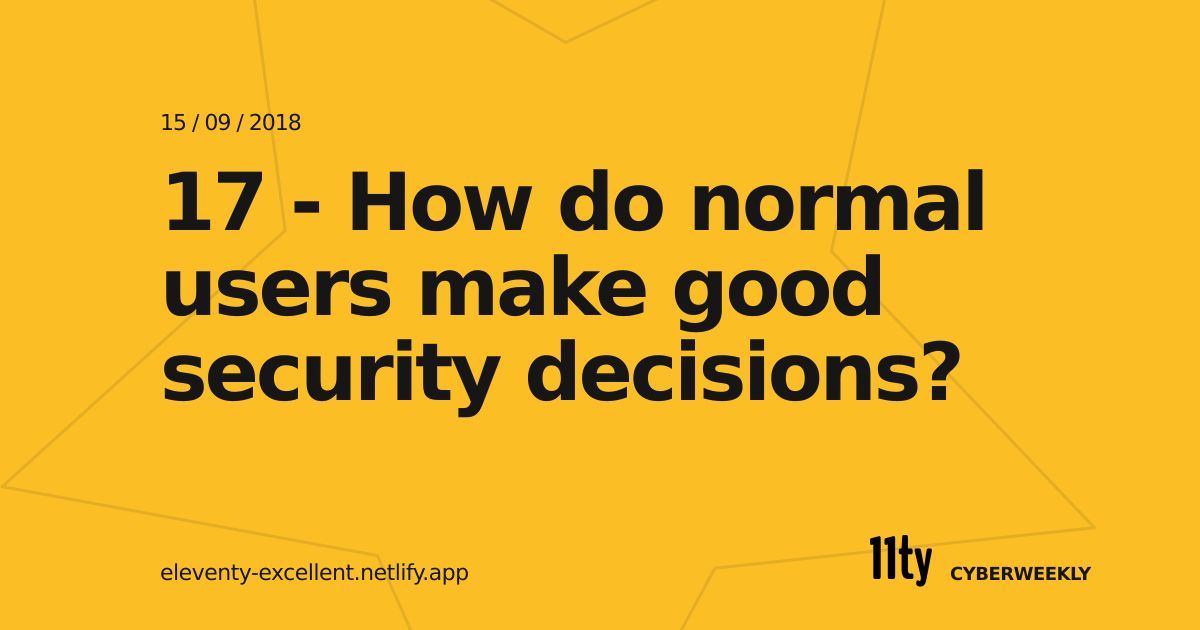 15 / 09 / 2018
17 - How do normal
users make good
security decisions?
eleventy-excellent.netlify.app
11ty CYBERWEEKLY